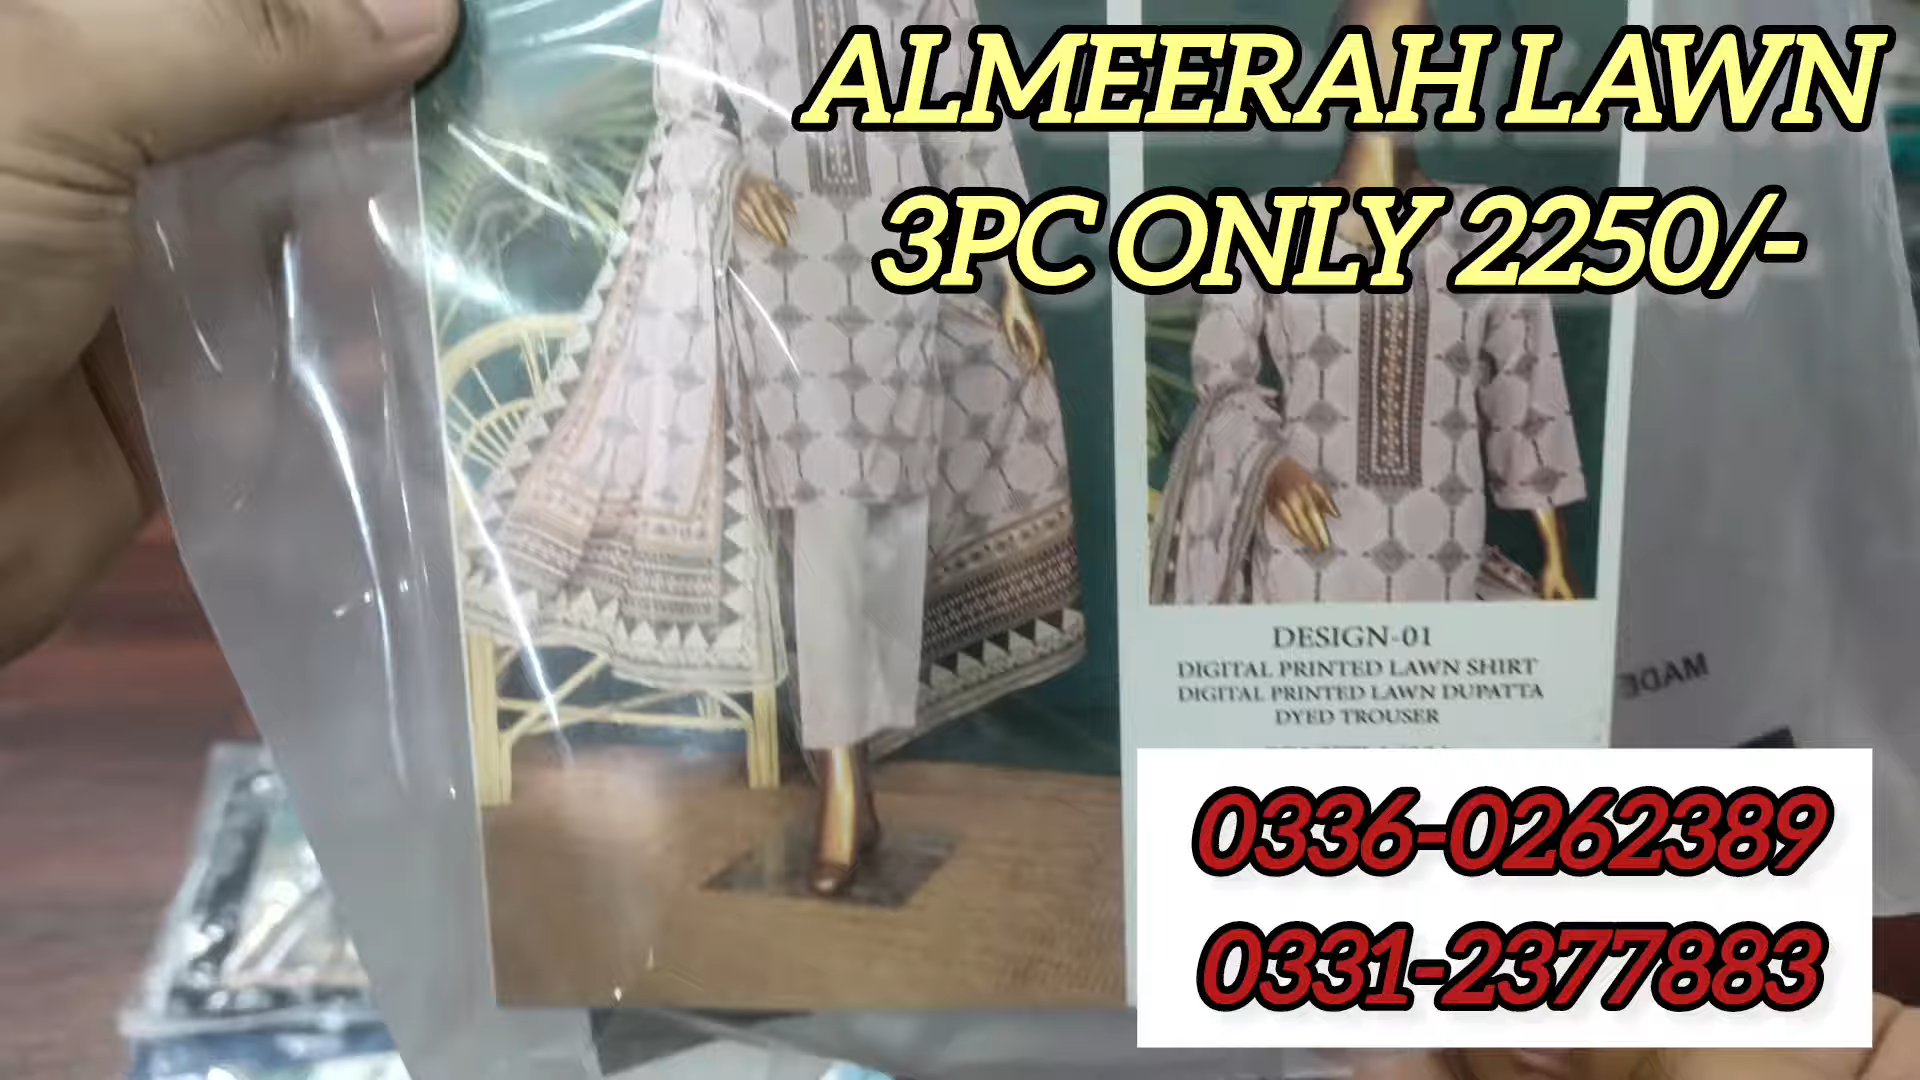 ALMEERAH LAWN
3PC ONLY 2250/-
DESIGN-01
DIGITAL PRINTED LAWN SHIRT
DIGITAL PRINTED LAWN DUPATTA
DYED TROUSER
MADE
0336-0262389
0331-2377883